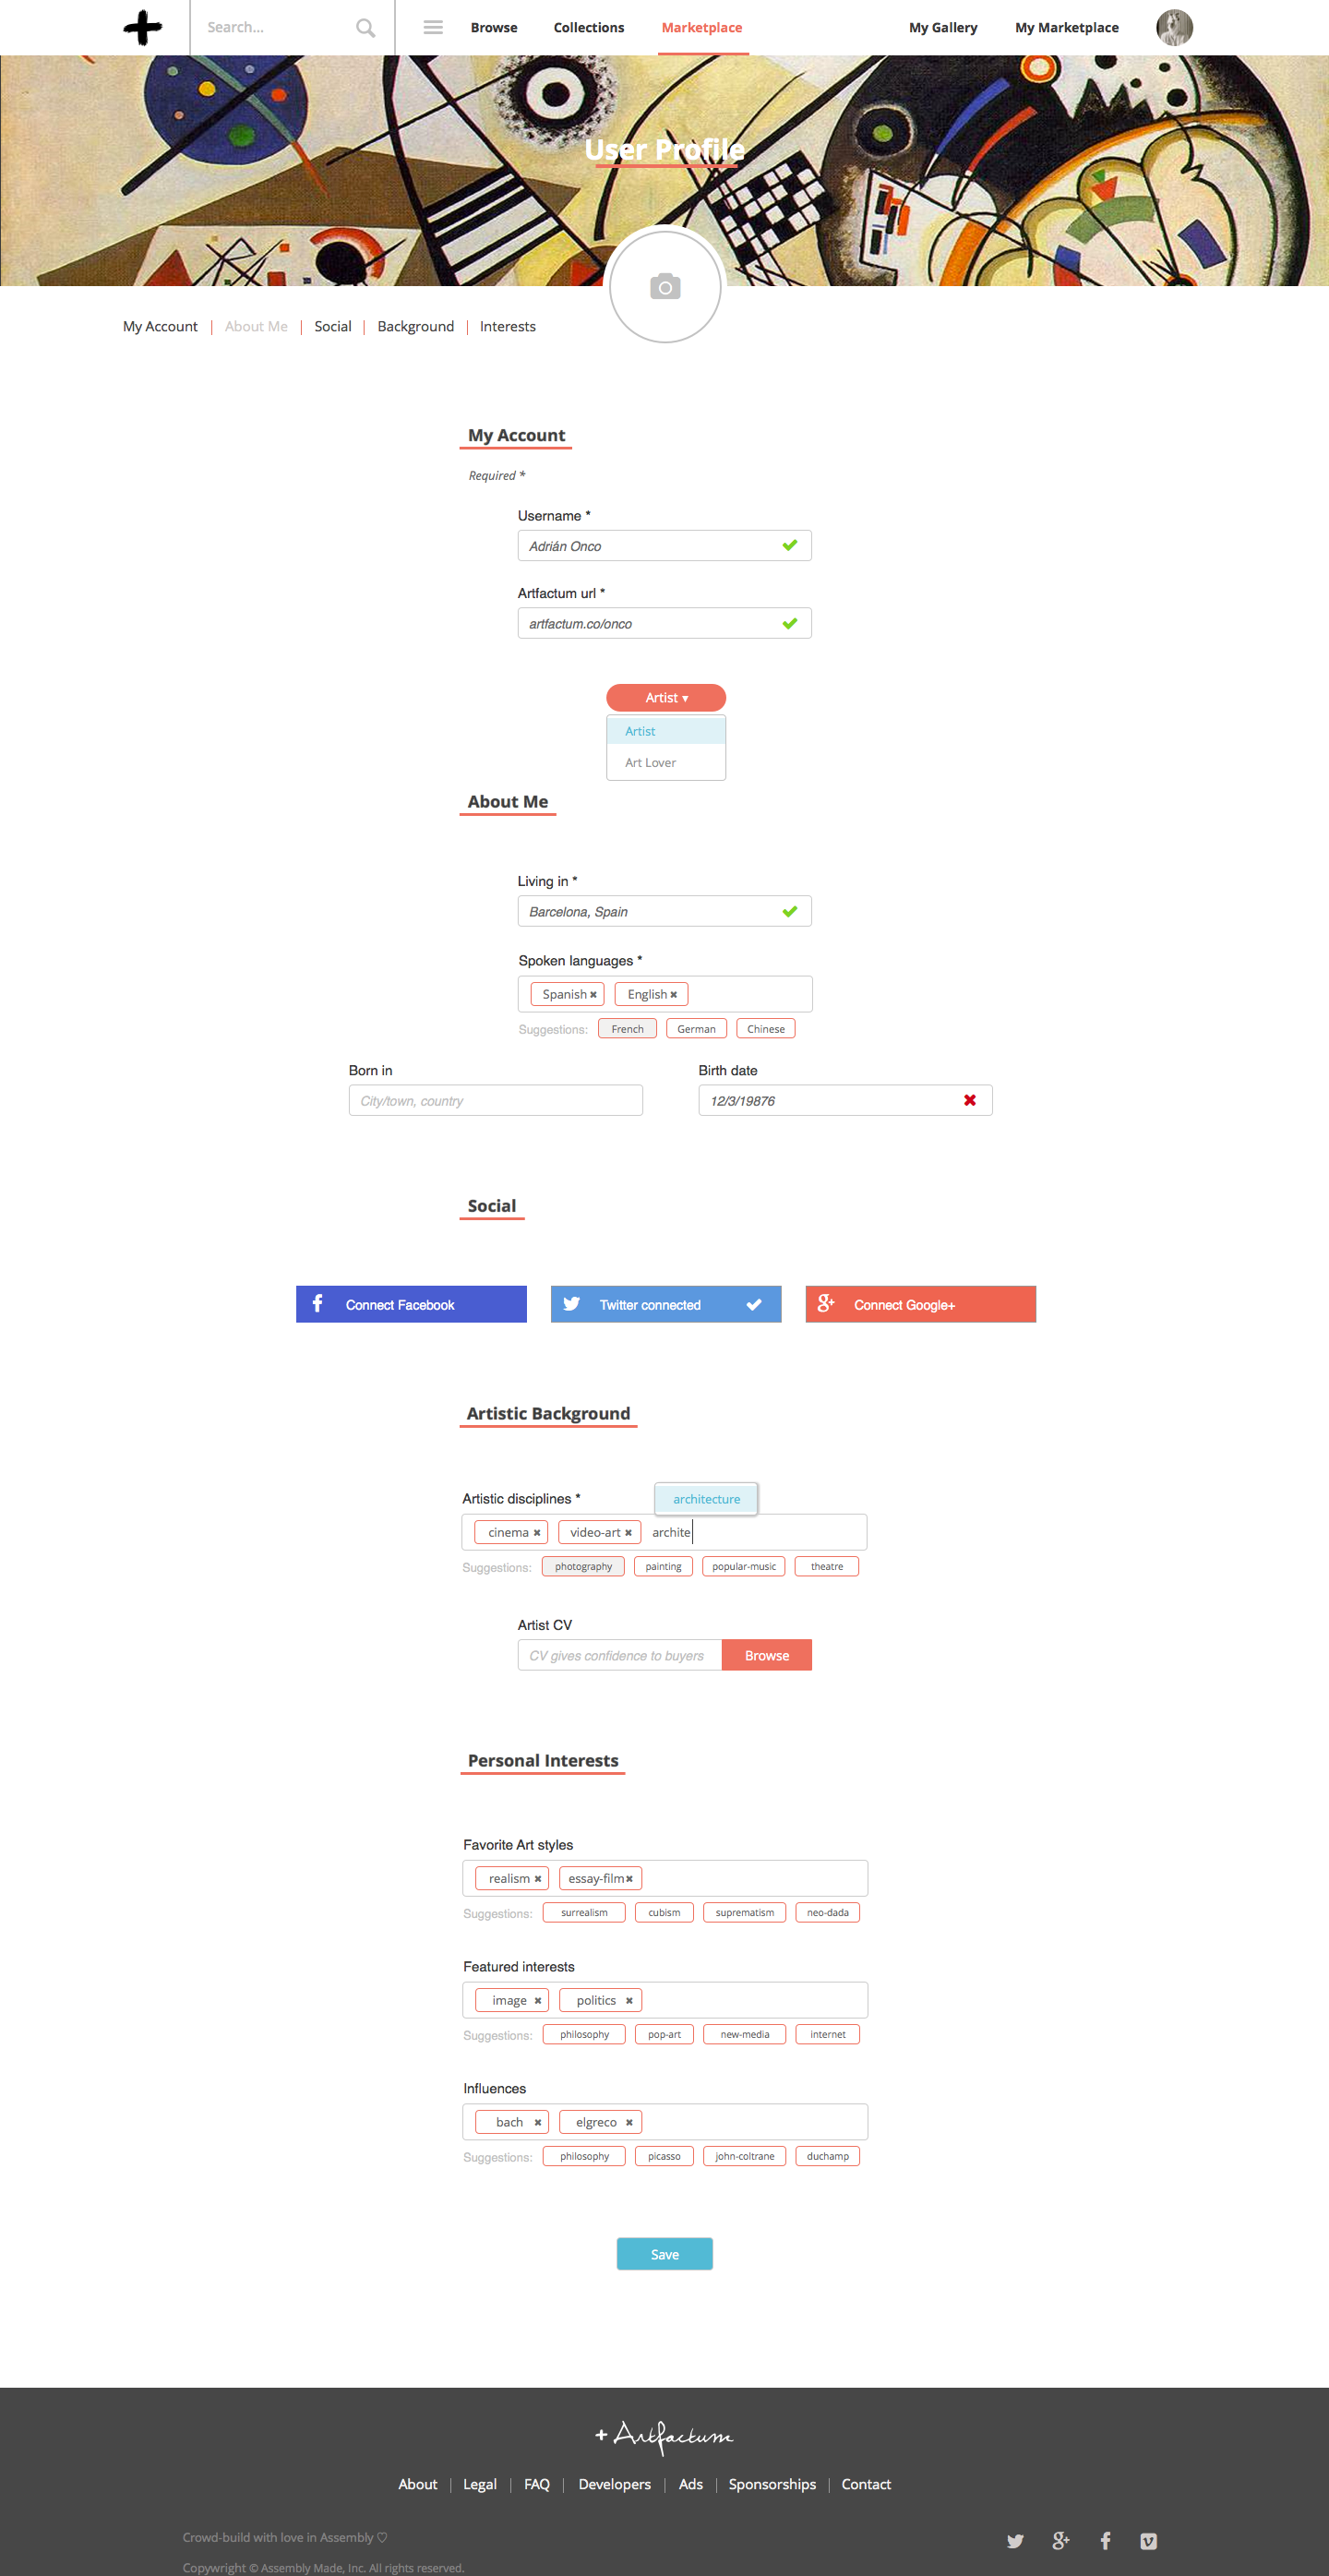 Search...
Browse Collections Marketplace My Gallery My Marketplace
User Profile
My Account | About Me | Social | Background | Interests
My Account
Required *
Username *
Adrián Onco
Artfactum url *
artfactum.co/onco
Artist ▾
Artist
Art Lover
About Me
Living in *
Barcelona, Spain
Spoken languages *
Spanish ✖ English ✖
Suggestions: French German Chinese
Born in Birth date
City/town, country 12/3/19876
Social
Connect Facebook Twitter connected Connect Google+
Artistic Background
Artistic disciplines * architecture
cinema ✖ video-art ✖ archite
Suggestions: photography painting popular-music theatre
Artist CV
CV gives confidence to buyers Browse
Personal Interests
Favorite Art styles
realism ✖ essay-film ✖
Suggestions: surrealism cubism suprematism neo-dada
Featured interests
image ✖ politics ✖
Suggestions: philosophy pop-art new-media internet
Influences
bach ✖ elgreco ✖
Suggestions: philosophy picasso john-coltrane duchamp
Save
+ Artfactum
About | Legal | FAQ | Developers | Ads | Sponsorships | Contact
Crowd-build with love in Assembly ♡
Copywright © Assembly Made, Inc. All rights reserved.